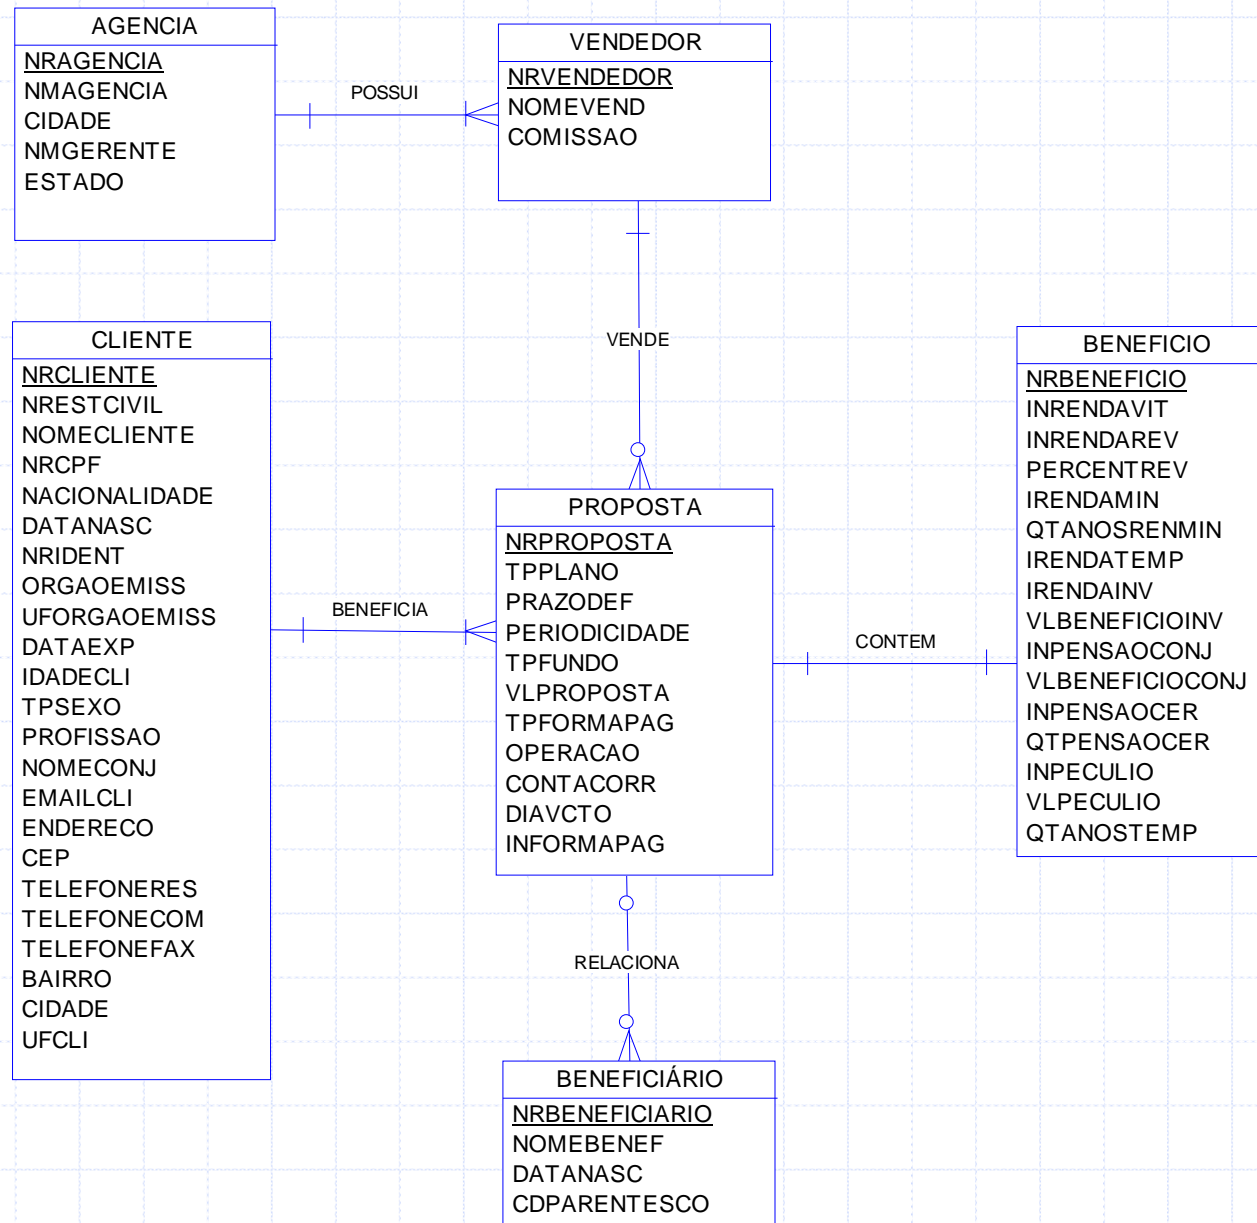 AGENCIA
NRAGENCIA
NMAGENCIA
CIDADE
NMGERENTE
ESTADO
POSSUI
VENDEDOR
NRVENDEDOR
NOMEVEND
COMISSAO
VENDE
CLIENTE
NRCLIENTE
NRESTCIVIL
NOMECLIENTE
NRCPF
NACIONALIDADE
DATANASC
NRIDENT
ORGAOEMISS
UFORGAOEMISS
DATAEXP
IDADECLI
TPSEXO
PROFISSAO
NOMECONJ
EMAILCLI
ENDERECO
CEP
TELEFONERES
TELEFONECOM
TELEFONEFAX
BAIRRO
CIDADE
UFCLI
BENEFICIA
PROPOSTA
NRPROPOSTA
TPPLANO
PRAZODEF
PERIODICIDADE
TPFUNDO
VLPROPOSTA
TPFORMAPAG
OPERACAO
CONTACORR
DIAVCTO
INFORMAPAG
CONTEM
BENEFICIO
NRBENEFICIO
INRENDAVIT
INRENDAREV
PERCENTREV
IRENDAMIN
QTANOSRENMIN
IRENDATEMP
IRENDAINV
VLBENEFICIOINV
INPENSAOCONJ
VLBENEFICIOCONJ
INPENSAOCER
QTPENSAOCER
INPECULIO
VLPECULIO
QTANOSTEMP
RELACIONA
BENEFICIÁRIO
NRBENEFICIARIO
NOMEBENEF
DATANASC
CDPARENTESCO